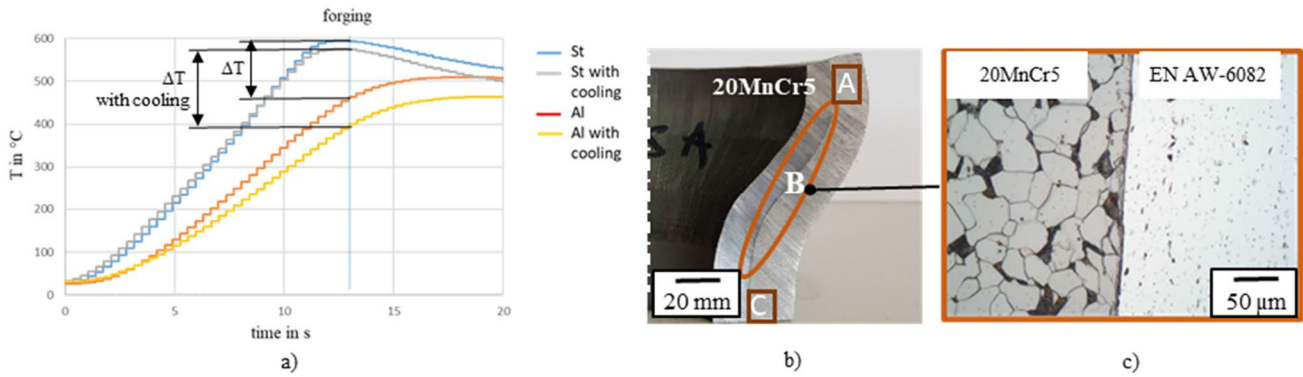 forging
600
500
400
300
200
100
0
ΔT
ΔT
with cooling
T in °C
0
5
10
15
20
time in s
St
St with
cooling
Al
Al with
cooling
a)
20MnCr5
A
B
C
S A
20 mm
b)
20MnCr5
EN AW-6082
50 µm
c)